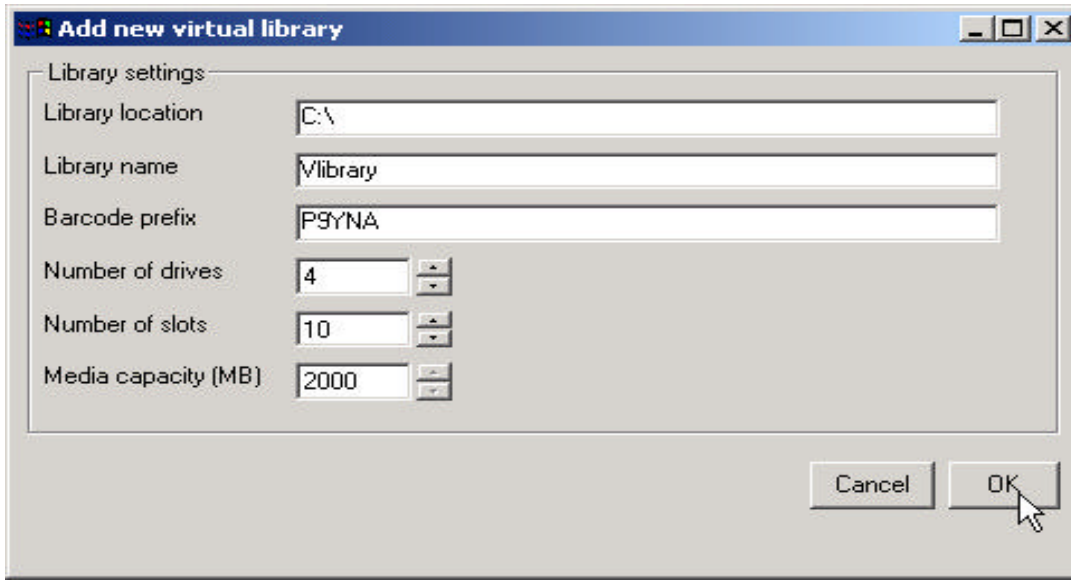 Add new virtual library
Library settings
Library location C:\
Library name Vlibrary
Barcode prefix P9YNA
Number of drives 4
Number of slots 10
Media capacity (MB) 2000
Cancel OK